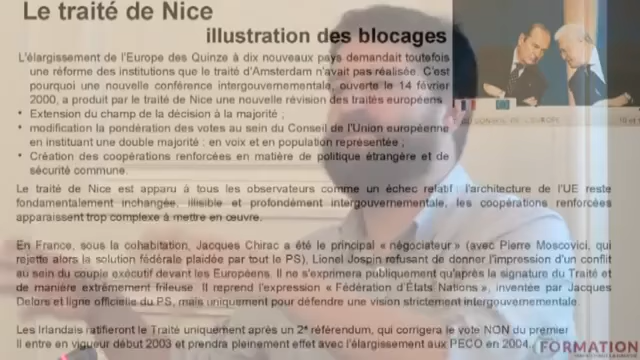 Le traité de Nice
illustration des blocages
L'élargissement de l'Europe des Quinze à dix nouveaux pays demandait toutefois
une réforme des institutions que le traité d'Amsterdam n'avait pas réalisée. C'est
pourquoi une nouvelle conférence intergouvernementale, ouverte le 14 février
2000, a produit par le traité de Nice une nouvelle révision des traités européens.
• Extension du champ de la décision à la majorité ;
• modification la pondération des votes au sein du Conseil de l'Union européenne
en instituant une double majorité : en voix et en population représentée ;
• Création des coopérations renforcées en matière de politique étrangère et de
sécurité commune.
Le traité de Nice est apparu à tous les observateurs comme un échec relatif : l'architecture de l'UE reste
fondamentalement inchangée, illisible et profondément intergouvernementale, les coopérations renforcées
apparaissent trop complexe à mettre en œuvre.
En France, sous la cohabitation, Jacques Chirac a été le principal « négociateur » (avec Pierre Moscovici, qui
rejette alors la solution fédérale plaidée par tout le PS), Lionel Jospin refusant de donner l'impression d'un conflit
au sein du couple exécutif devant les Européens. Il ne s'exprimera publiquement qu'après la signature du Traité et
de manière extrêmement frileuse. Il reprend l'expression « Fédération d'États Nations », inventée par Jacques
Delors et ligne officielle du PS, mais uniquement pour défendre une vision strictement intergouvernementale.
Les Irlandais ratifieront le Traité uniquement après un 2e référendum, qui corrigera le vote NON du premier
Il entre en vigueur début 2003 et prendra pleinement effet avec l'élargissement aux PECO en 2004.
FORMATION